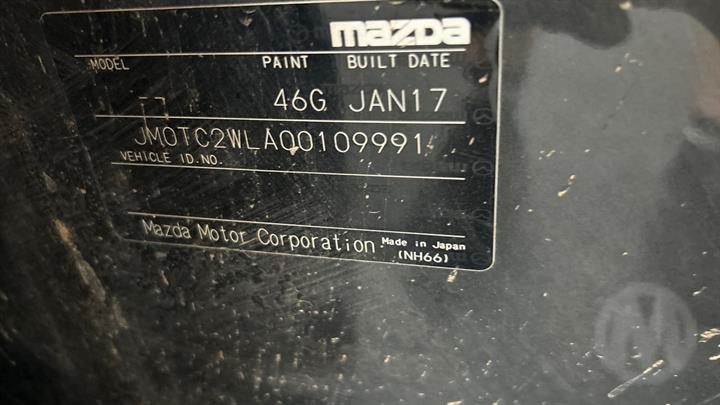 mazda
MODEL PAINT BUILT DATE
46G JAN17
JM0TC2WLA00109991
VEHICLE ID.NO.
Mazda Motor Corporation Made in Japan
(NH66)
M